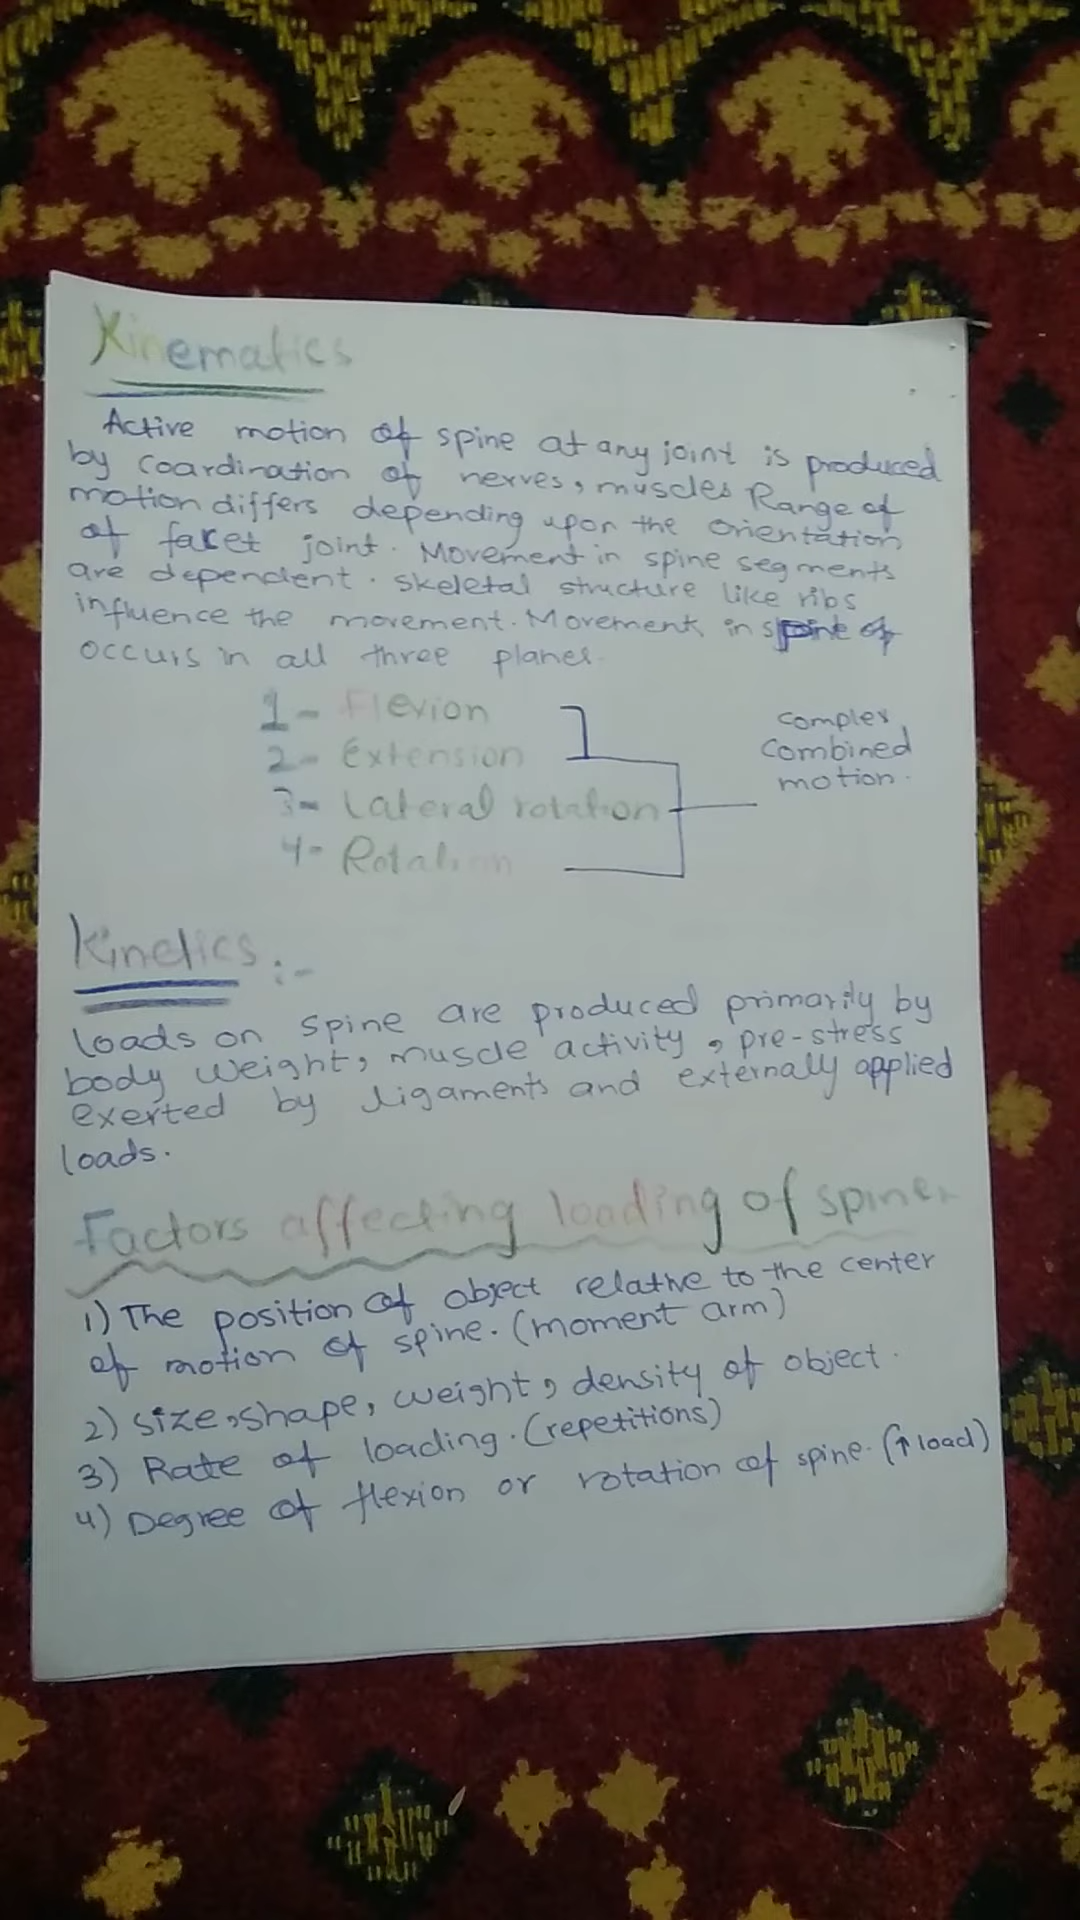 Kinematics
Active motion of spine at any joint is produced
by coardination of nerves, muscles Range of
motion differs depending upon the orientation
of facet joint. Movement in spine segments
are dependent. skeletal structure like ribs
influence the movement. Movement in spine of
occurs in all three planes.
1- Flexion
2- Extension
3- Lateral rotation
4- Rotation
complex
combined
motion.
Kinetics :-
loads on spine are produced primarily by
body weight, muscle activity, pre-stress
exerted by ligaments and externally applied
loads.
Factors affecting loading of spine.
1) The position of object relative to the center
of motion of spine. (moment arm)
2) size, shape, weight, density of object.
3) Rate of loading. (repetitions)
4) Degree of flexion or rotation of spine. (↑ load)